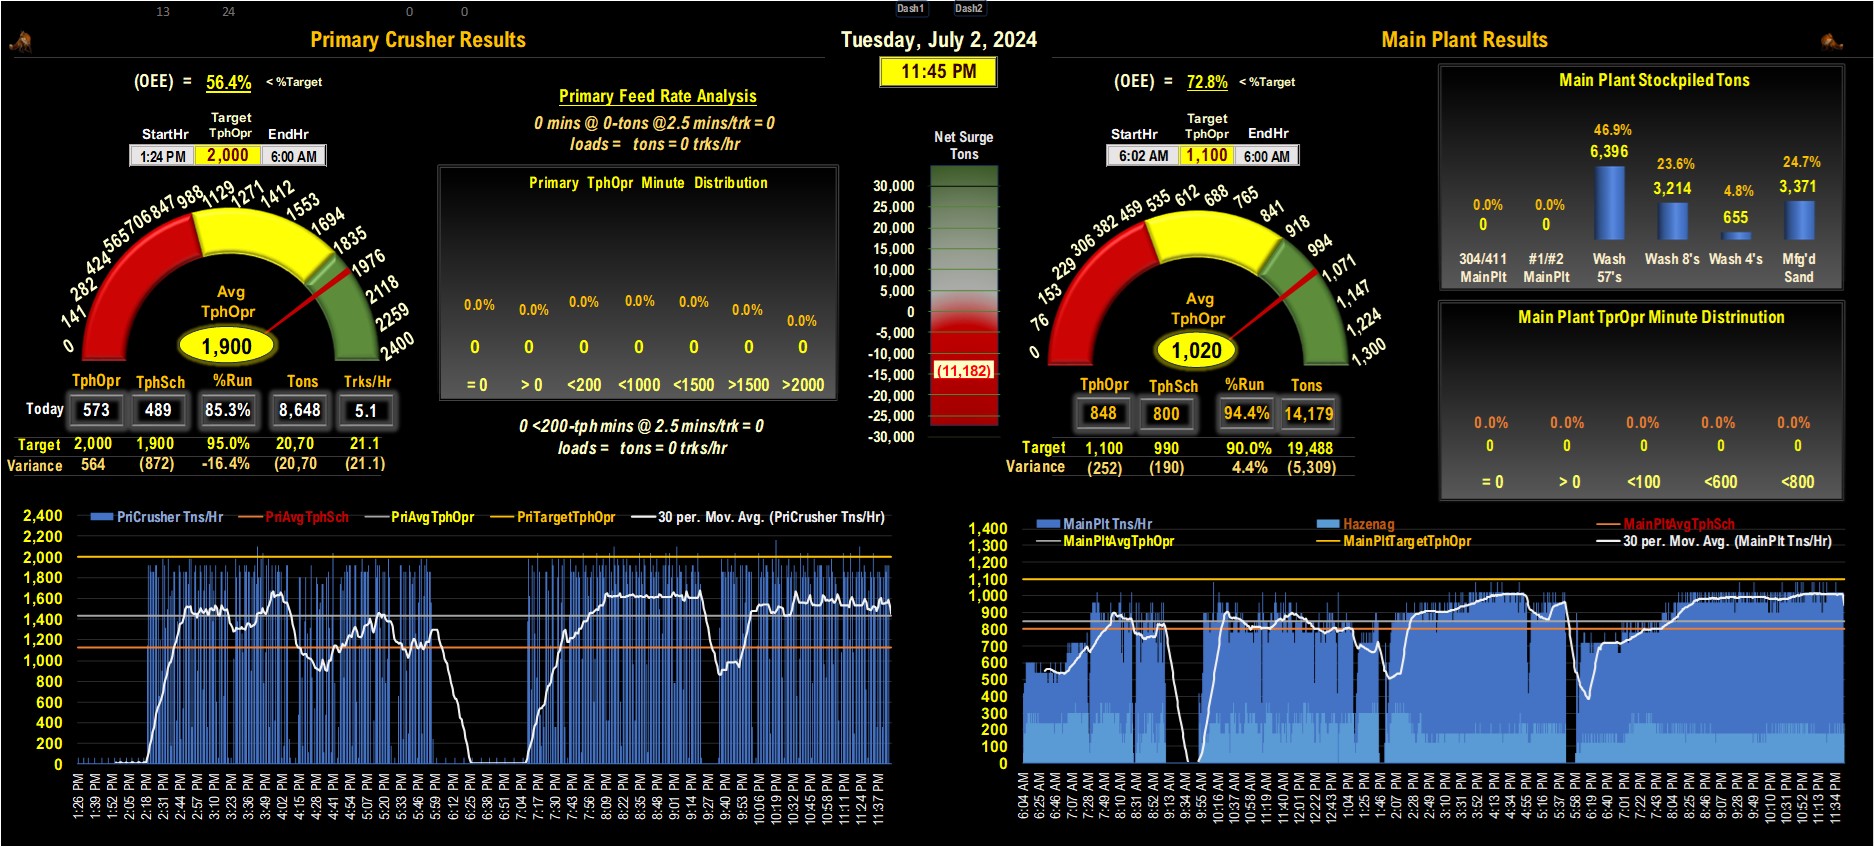 13 24 0 0 Dash1 Dash2
Primary Crusher Results
Tuesday, July 2, 2024
Main Plant Results
11:45 PM
(OEE) = 56.4% < %Target
Target
StartHr TphOpr EndHr
1:24 PM 2,000 6:00 AM
0 141 282 424 565 706 847 988 1129 1271 1412 1553 1694 1835 1976 2118 2259 2400
Avg
TphOpr
1,900
TphOpr TphSch %Run Tons Trks/Hr
Today 573 489 85.3% 8,648 5.1
Target 2,000 1,900 95.0% 20,70 21.1
Variance 564 (872) -16.4% (20,70 (21.1)
Primary Feed Rate Analysis
0 mins @ 0-tons @2.5 mins/trk = 0
loads = tons = 0 trks/hr
Primary TphOpr Minute Distribution
0.0% 0.0% 0.0% 0.0% 0.0% 0.0% 0.0%
0 0 0 0 0 0 0
= 0 > 0 <200 <1000 <1500 >1500 >2000
0 <200-tph mins @ 2.5 mins/trk = 0
loads = tons = 0 trks/hr
Net Surge
Tons
30,000
25,000
20,000
15,000
10,000
5,000
0
-5,000
-10,000
-15,000
-20,000
-25,000
-30,000
(11,182)
(OEE) = 72.8% < %Target
Target
StartHr TphOpr EndHr
6:02 AM 1,100 6:00 AM
0 76 153 229 306 382 459 535 612 688 765 841 918 994 1,071 1,147 1,224 1,300
Avg
TphOpr
1,020
TphOpr TphSch %Run Tons
848 800 94.4% 14,179
Target 1,100 990 90.0% 19,488
Variance (252) (190) 4.4% (5,309)
Main Plant Stockpiled Tons
0.0% 0.0% 46.9% 23.6% 4.8% 24.7%
0 0 6,396 3,214 655 3,371
304/411 #1/#2 Wash Wash 8's Wash 4's Mfg'd
MainPlt MainPlt 57's Sand
Main Plant TprOpr Minute Distrinution
0.0% 0.0% 0.0% 0.0% 0.0%
0 0 0 0 0
= 0 > 0 <100 <600 <800
PriCrusher Tns/Hr PriAvgTphSch PriAvgTphOpr PriTargetTphOpr 30 per. Mov. Avg. (PriCrusher Tns/Hr)
2,400
2,200
2,000
1,800
1,600
1,400
1,200
1,000
800
600
400
200
0
1:26 PM 1:39 PM 1:52 PM 2:05 PM 2:18 PM 2:31 PM 2:44 PM 2:57 PM 3:10 PM 3:23 PM 3:36 PM 3:49 PM 4:02 PM 4:15 PM 4:28 PM 4:41 PM 4:54 PM 5:07 PM 5:20 PM 5:33 PM 5:46 PM 5:59 PM 6:12 PM 6:25 PM 6:38 PM 6:51 PM 7:04 PM 7:17 PM 7:30 PM 7:43 PM 7:56 PM 8:09 PM 8:22 PM 8:35 PM 8:48 PM 9:01 PM 9:14 PM 9:27 PM 9:40 PM 9:53 PM 10:06 PM 10:19 PM 10:32 PM 10:45 PM 10:58 PM 11:11 PM 11:24 PM 11:37 PM
MainPlt Tns/Hr Hazenag MainPltAvgTphSch
MainPltAvgTphOpr MainPltTargetTphOpr 30 per. Mov. Avg. (MainPlt Tns/Hr)
1,400
1,300
1,200
1,100
1,000
900
800
700
600
500
400
300
200
100
0
6:04 AM 6:25 AM 6:46 AM 7:07 AM 7:28 AM 7:49 AM 8:10 AM 8:31 AM 8:52 AM 9:13 AM 9:34 AM 9:55 AM 10:16 AM 10:37 AM 10:58 AM 11:19 AM 11:40 AM 12:01 PM 12:22 PM 12:43 PM 1:04 PM 1:25 PM 1:46 PM 2:07 PM 2:28 PM 2:49 PM 3:10 PM 3:31 PM 3:52 PM 4:13 PM 4:34 PM 4:55 PM 5:16 PM 5:37 PM 5:58 PM 6:19 PM 6:40 PM 7:01 PM 7:22 PM 7:43 PM 8:04 PM 8:25 PM 8:46 PM 9:07 PM 9:28 PM 9:49 PM 10:10 PM 10:31 PM 10:52 PM 11:13 PM 11:34 PM